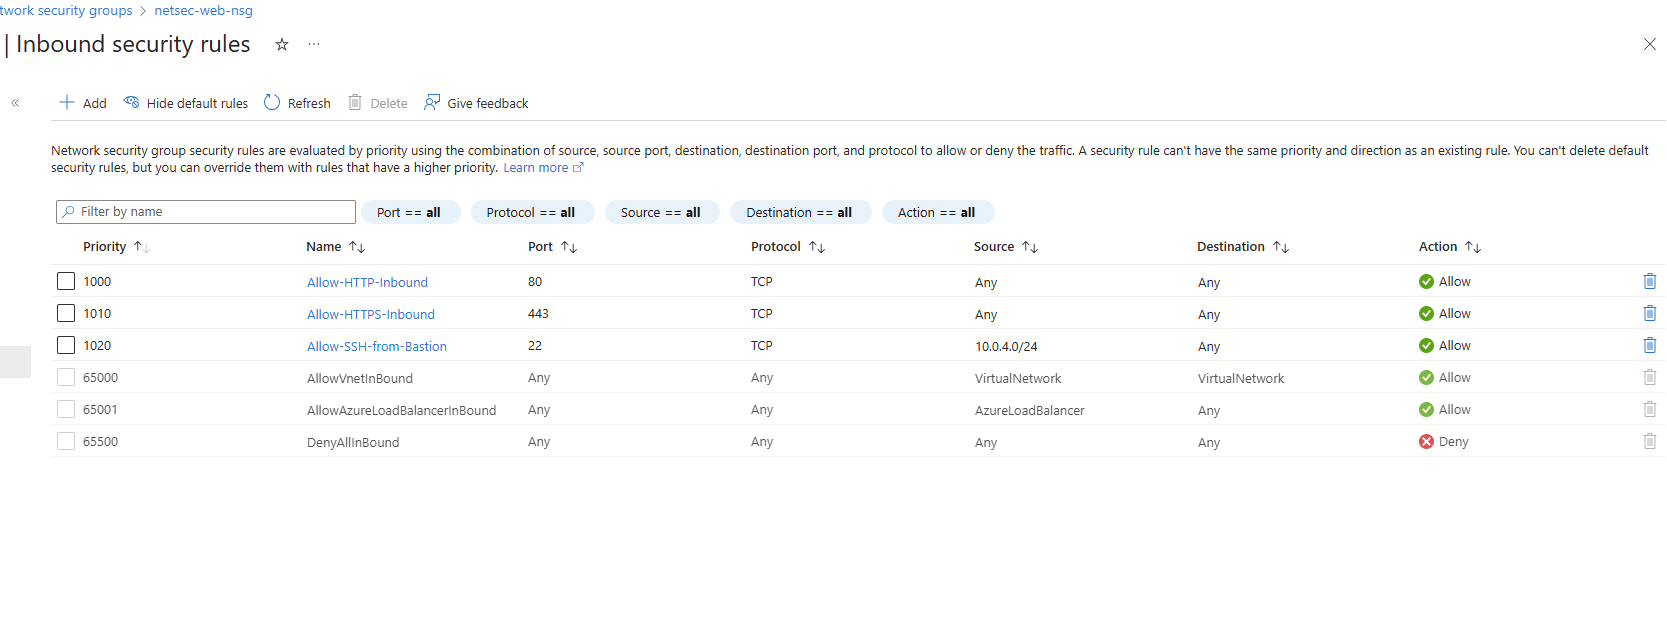 twork security groups > netsec-web-nsg
| Inbound security rules
Add Hide default rules Refresh Delete Give feedback
Network security group security rules are evaluated by priority using the combination of source, source port, destination, destination port, and protocol to allow or deny the traffic. A security rule can't have the same priority and direction as an existing rule. You can't delete default
security rules, but you can override them with rules that have a higher priority. Learn more
Filter by name Port == all Protocol == all Source == all Destination == all Action == all
Priority Name Port Protocol Source Destination Action
1000 Allow-HTTP-Inbound 80 TCP Any Any Allow
1010 Allow-HTTPS-Inbound 443 TCP Any Any Allow
1020 Allow-SSH-from-Bastion 22 TCP 10.0.4.0/24 Any Allow
65000 AllowVnetInBound Any Any VirtualNetwork VirtualNetwork Allow
65001 AllowAzureLoadBalancerInBound Any Any AzureLoadBalancer Any Allow
65500 DenyAllInBound Any Any Any Any Deny